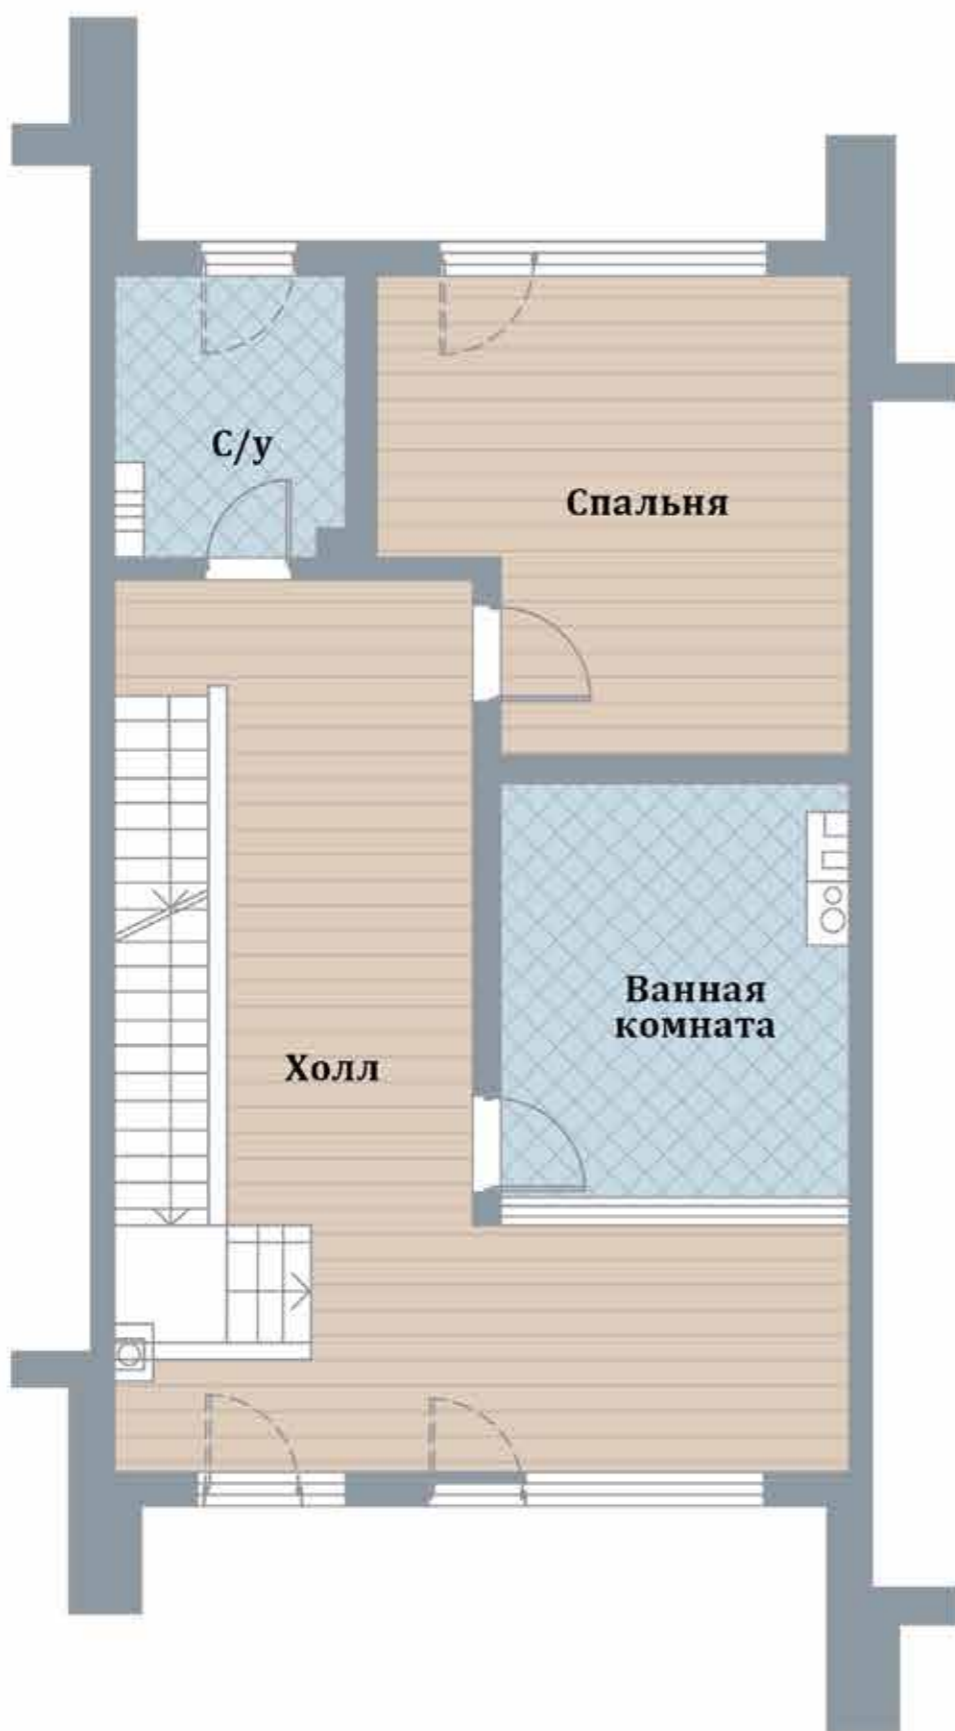 С/у
Спальня
Ванная
комната
Холл